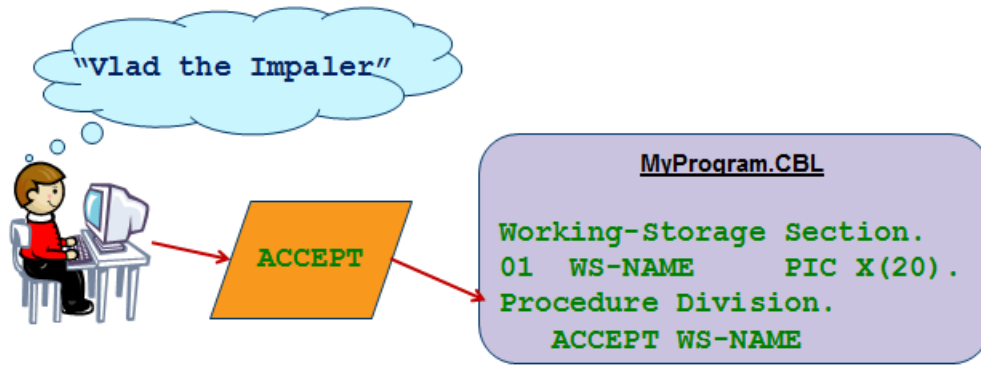 “Vlad the Impaler”
ACCEPT
MyProgram.CBL
Working-Storage Section.
01  WS-NAME     PIC X(20).
Procedure Division.
   ACCEPT WS-NAME